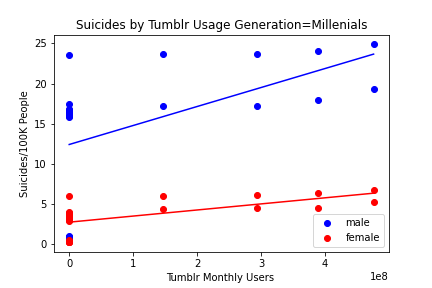 Suicides by Tumblr Usage Generation=Millenials
Suicides/100K People
25
20
15
10
5
0
male
female
0 1 2 3 4
1e8
Tumblr Monthly Users